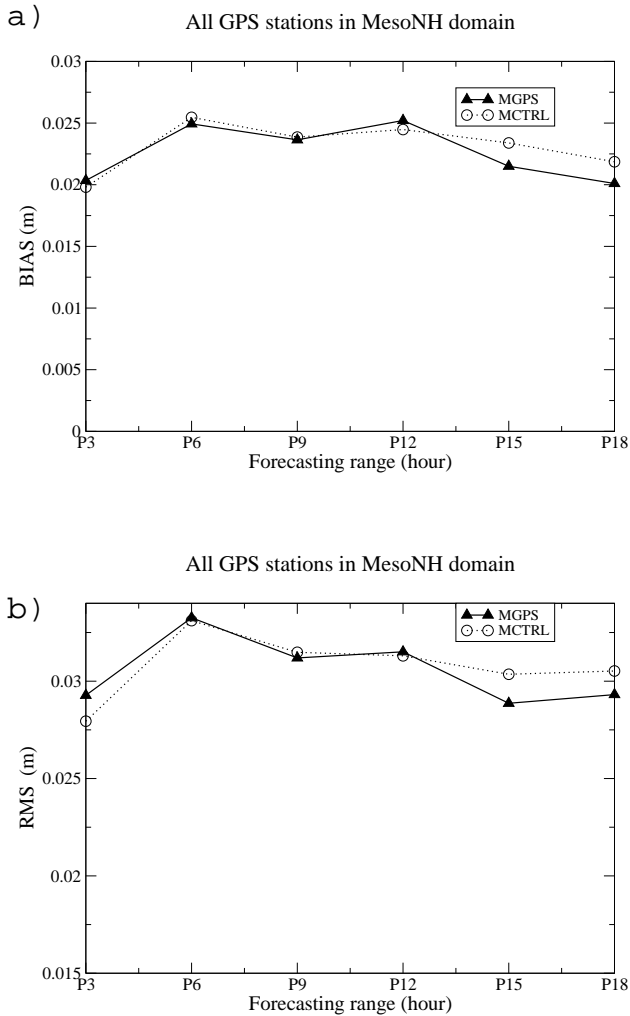 a)
All GPS stations in MesoNH domain
0.03
0.025
0.02
0.015
0.01
0.005
0
BIAS (m)
MGPS
MCTRL
P3 P6 P9 P12 P15 P18
Forecasting range (hour)
b)
All GPS stations in MesoNH domain
0.03
0.025
0.02
0.015
RMS (m)
MGPS
MCTRL
P3 P6 P9 P12 P15 P18
Forecasting range (hour)